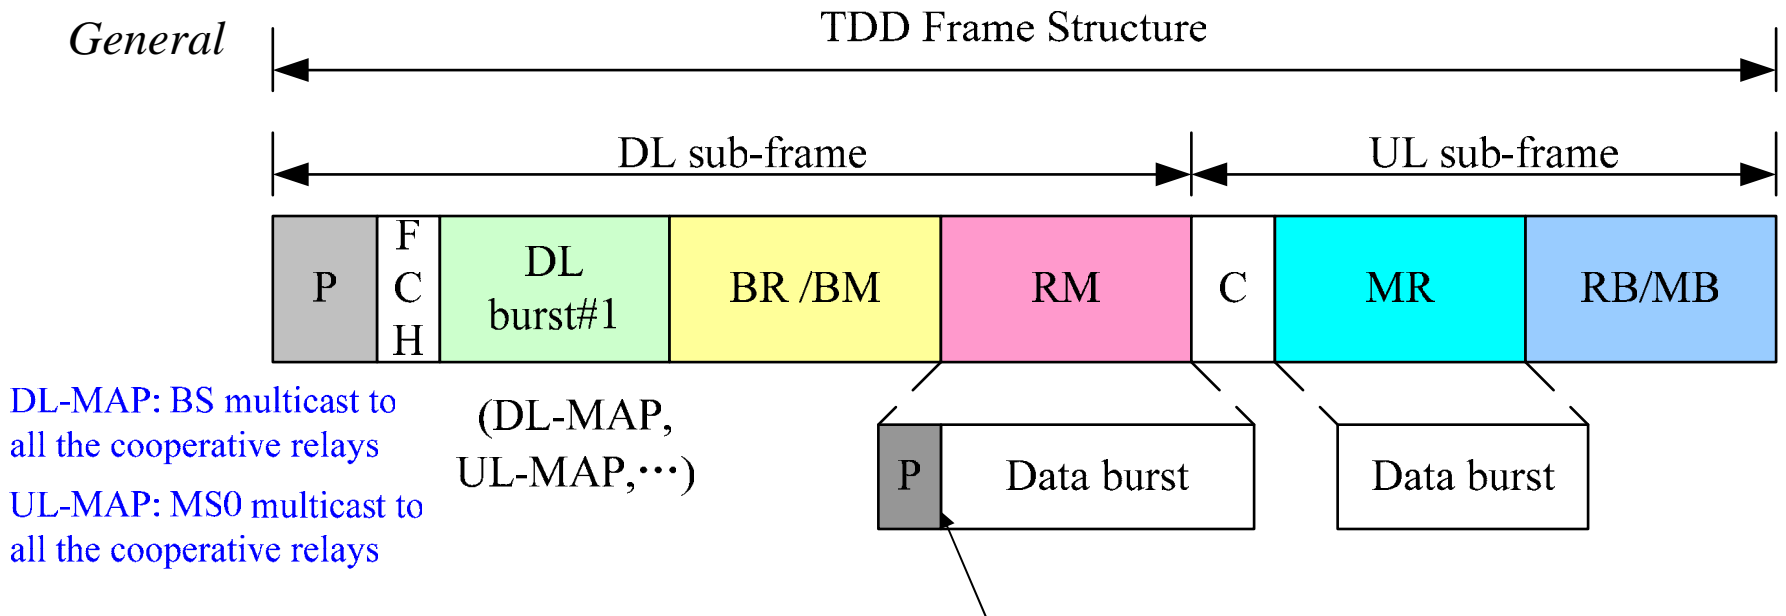 General
TDD Frame Structure
DL sub-frame
UL sub-frame
P
F
C
H
DL
burst#1
BR /BM
RM
C
MR
RB/MB
DL-MAP: BS multicast to
all the cooperative relays
UL-MAP: MS0 multicast to
all the cooperative relays
(DL-MAP,
UL-MAP,···)
P
Data burst
Data burst